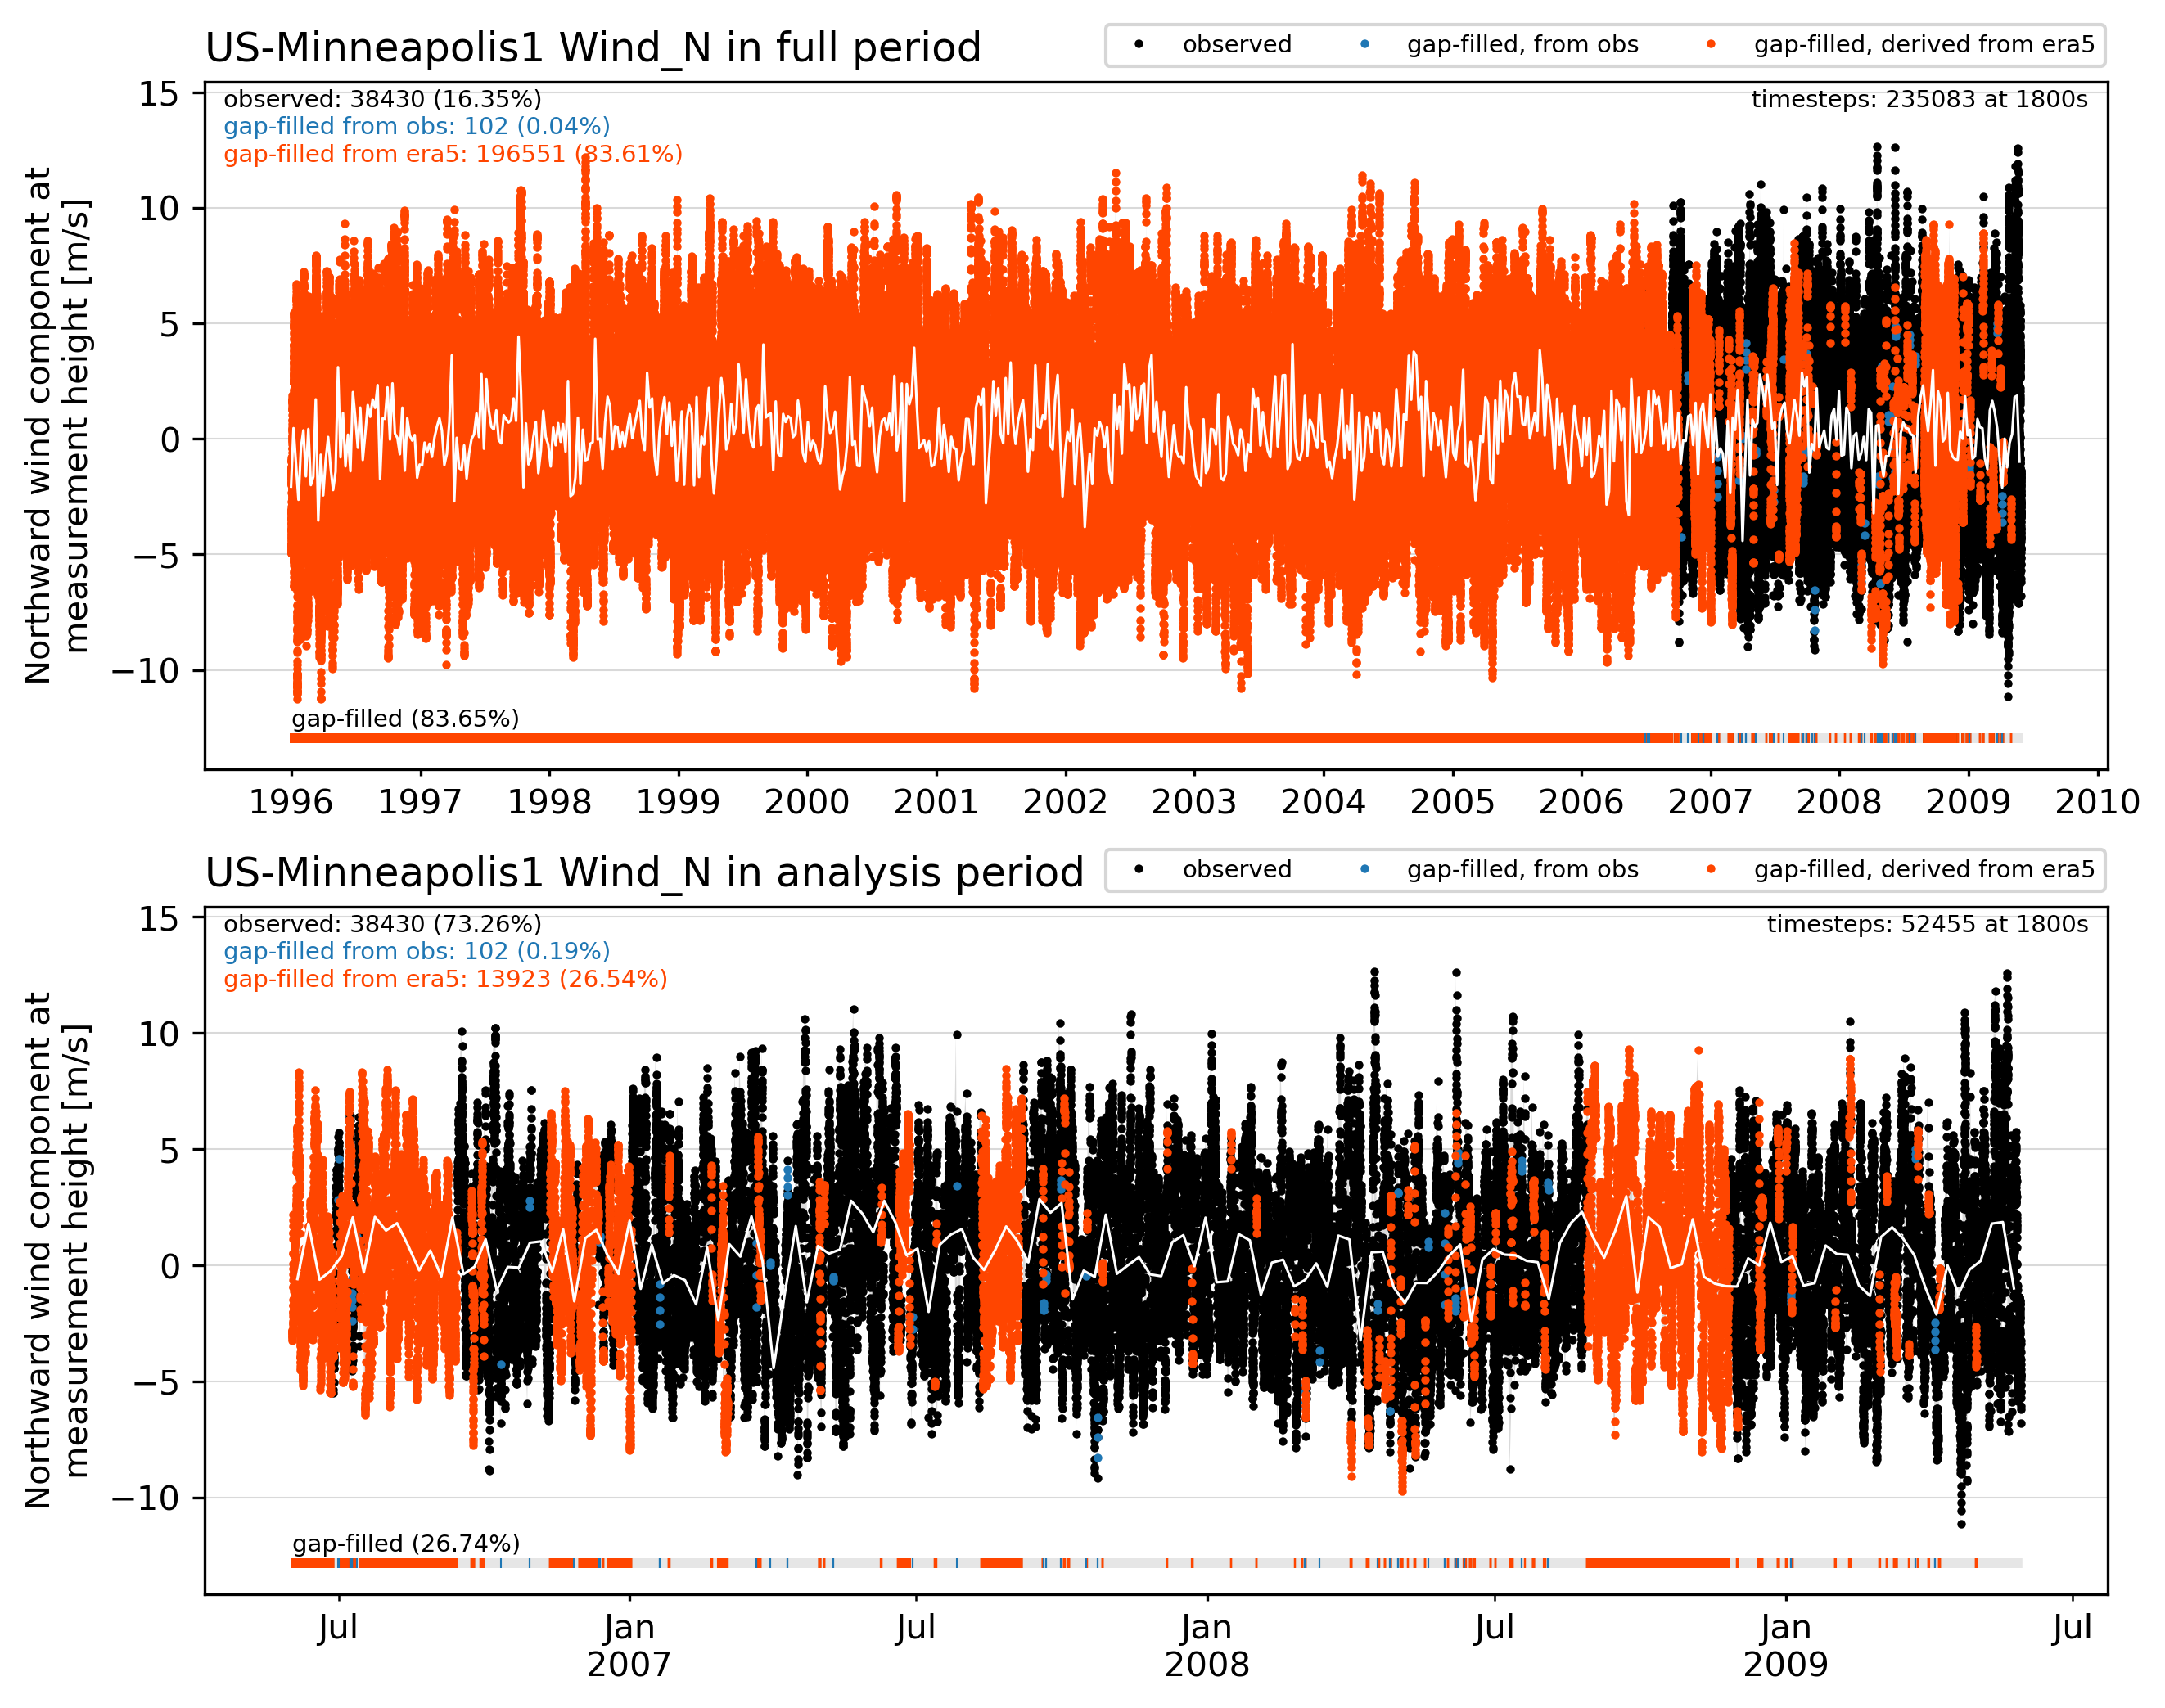 US-Minneapolis1 Wind_N in full period
observed
gap-filled, from obs
gap-filled, derived from era5
observed: 38430 (16.35%)
gap-filled from obs: 102 (0.04%)
gap-filled from era5: 196551 (83.61%)
timesteps: 235083 at 1800s
Northward wind component at
measurement height [m/s]
15
10
5
0
−5
−10
gap-filled (83.65%)
1996 1997 1998 1999 2000 2001 2002 2003 2004 2005 2006 2007 2008 2009 2010
US-Minneapolis1 Wind_N in analysis period
observed
gap-filled, from obs
gap-filled, derived from era5
observed: 38430 (73.26%)
gap-filled from obs: 102 (0.19%)
gap-filled from era5: 13923 (26.54%)
timesteps: 52455 at 1800s
Northward wind component at
measurement height [m/s]
15
10
5
0
−5
−10
gap-filled (26.74%)
Jul Jan Jul Jan Jul Jan Jul
2007 2008 2009